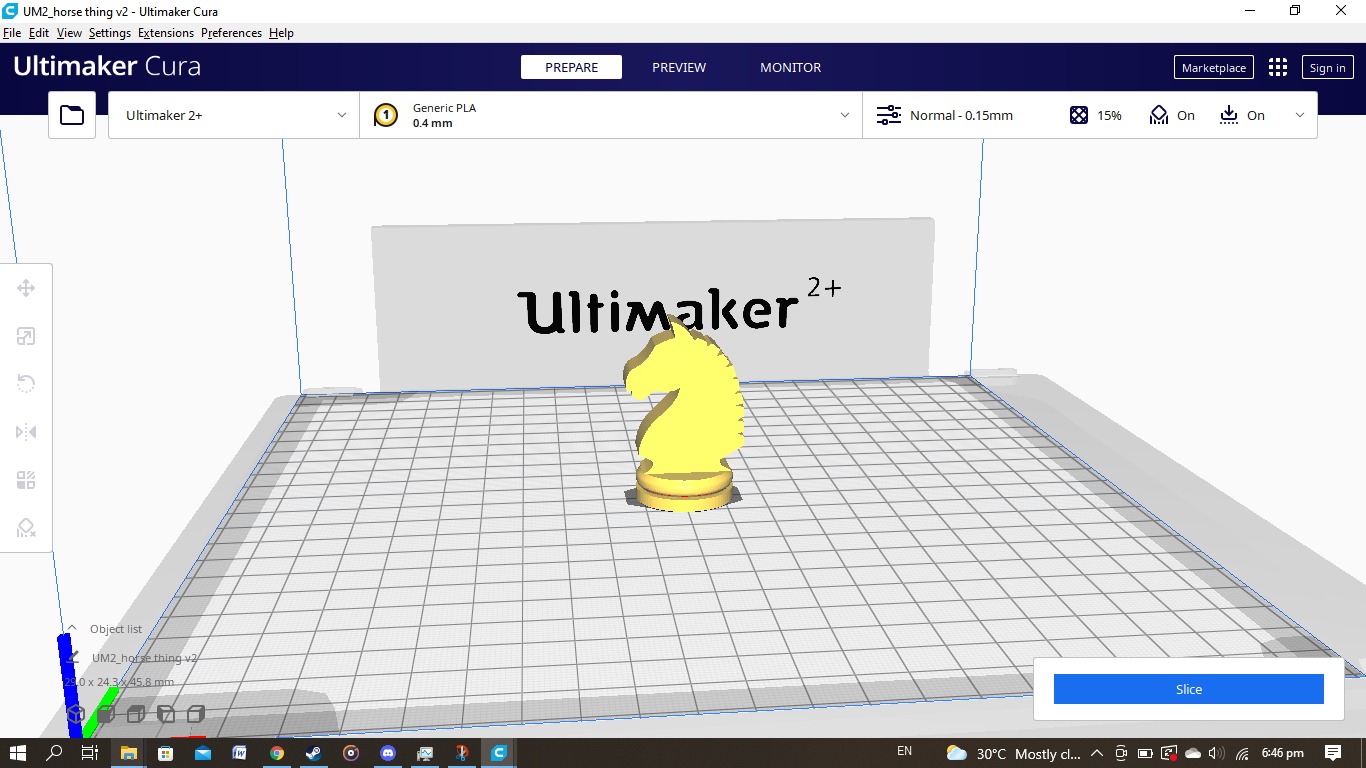 UM2_horse thing v2 - Ultimaker Cura
File Edit View Settings Extensions Preferences Help
Ultimaker Cura
PREPARE PREVIEW MONITOR
Marketplace
Sign in
Ultimaker 2+
1
Generic PLA
0.4 mm
Normal - 0.15mm
15%
On
On
Ultimaker 2+
Object list
UM2_horse thing v2
29.0 x 24.3 x 45.8 mm
Slice
EN
30°C Mostly cl...
6:46 pm